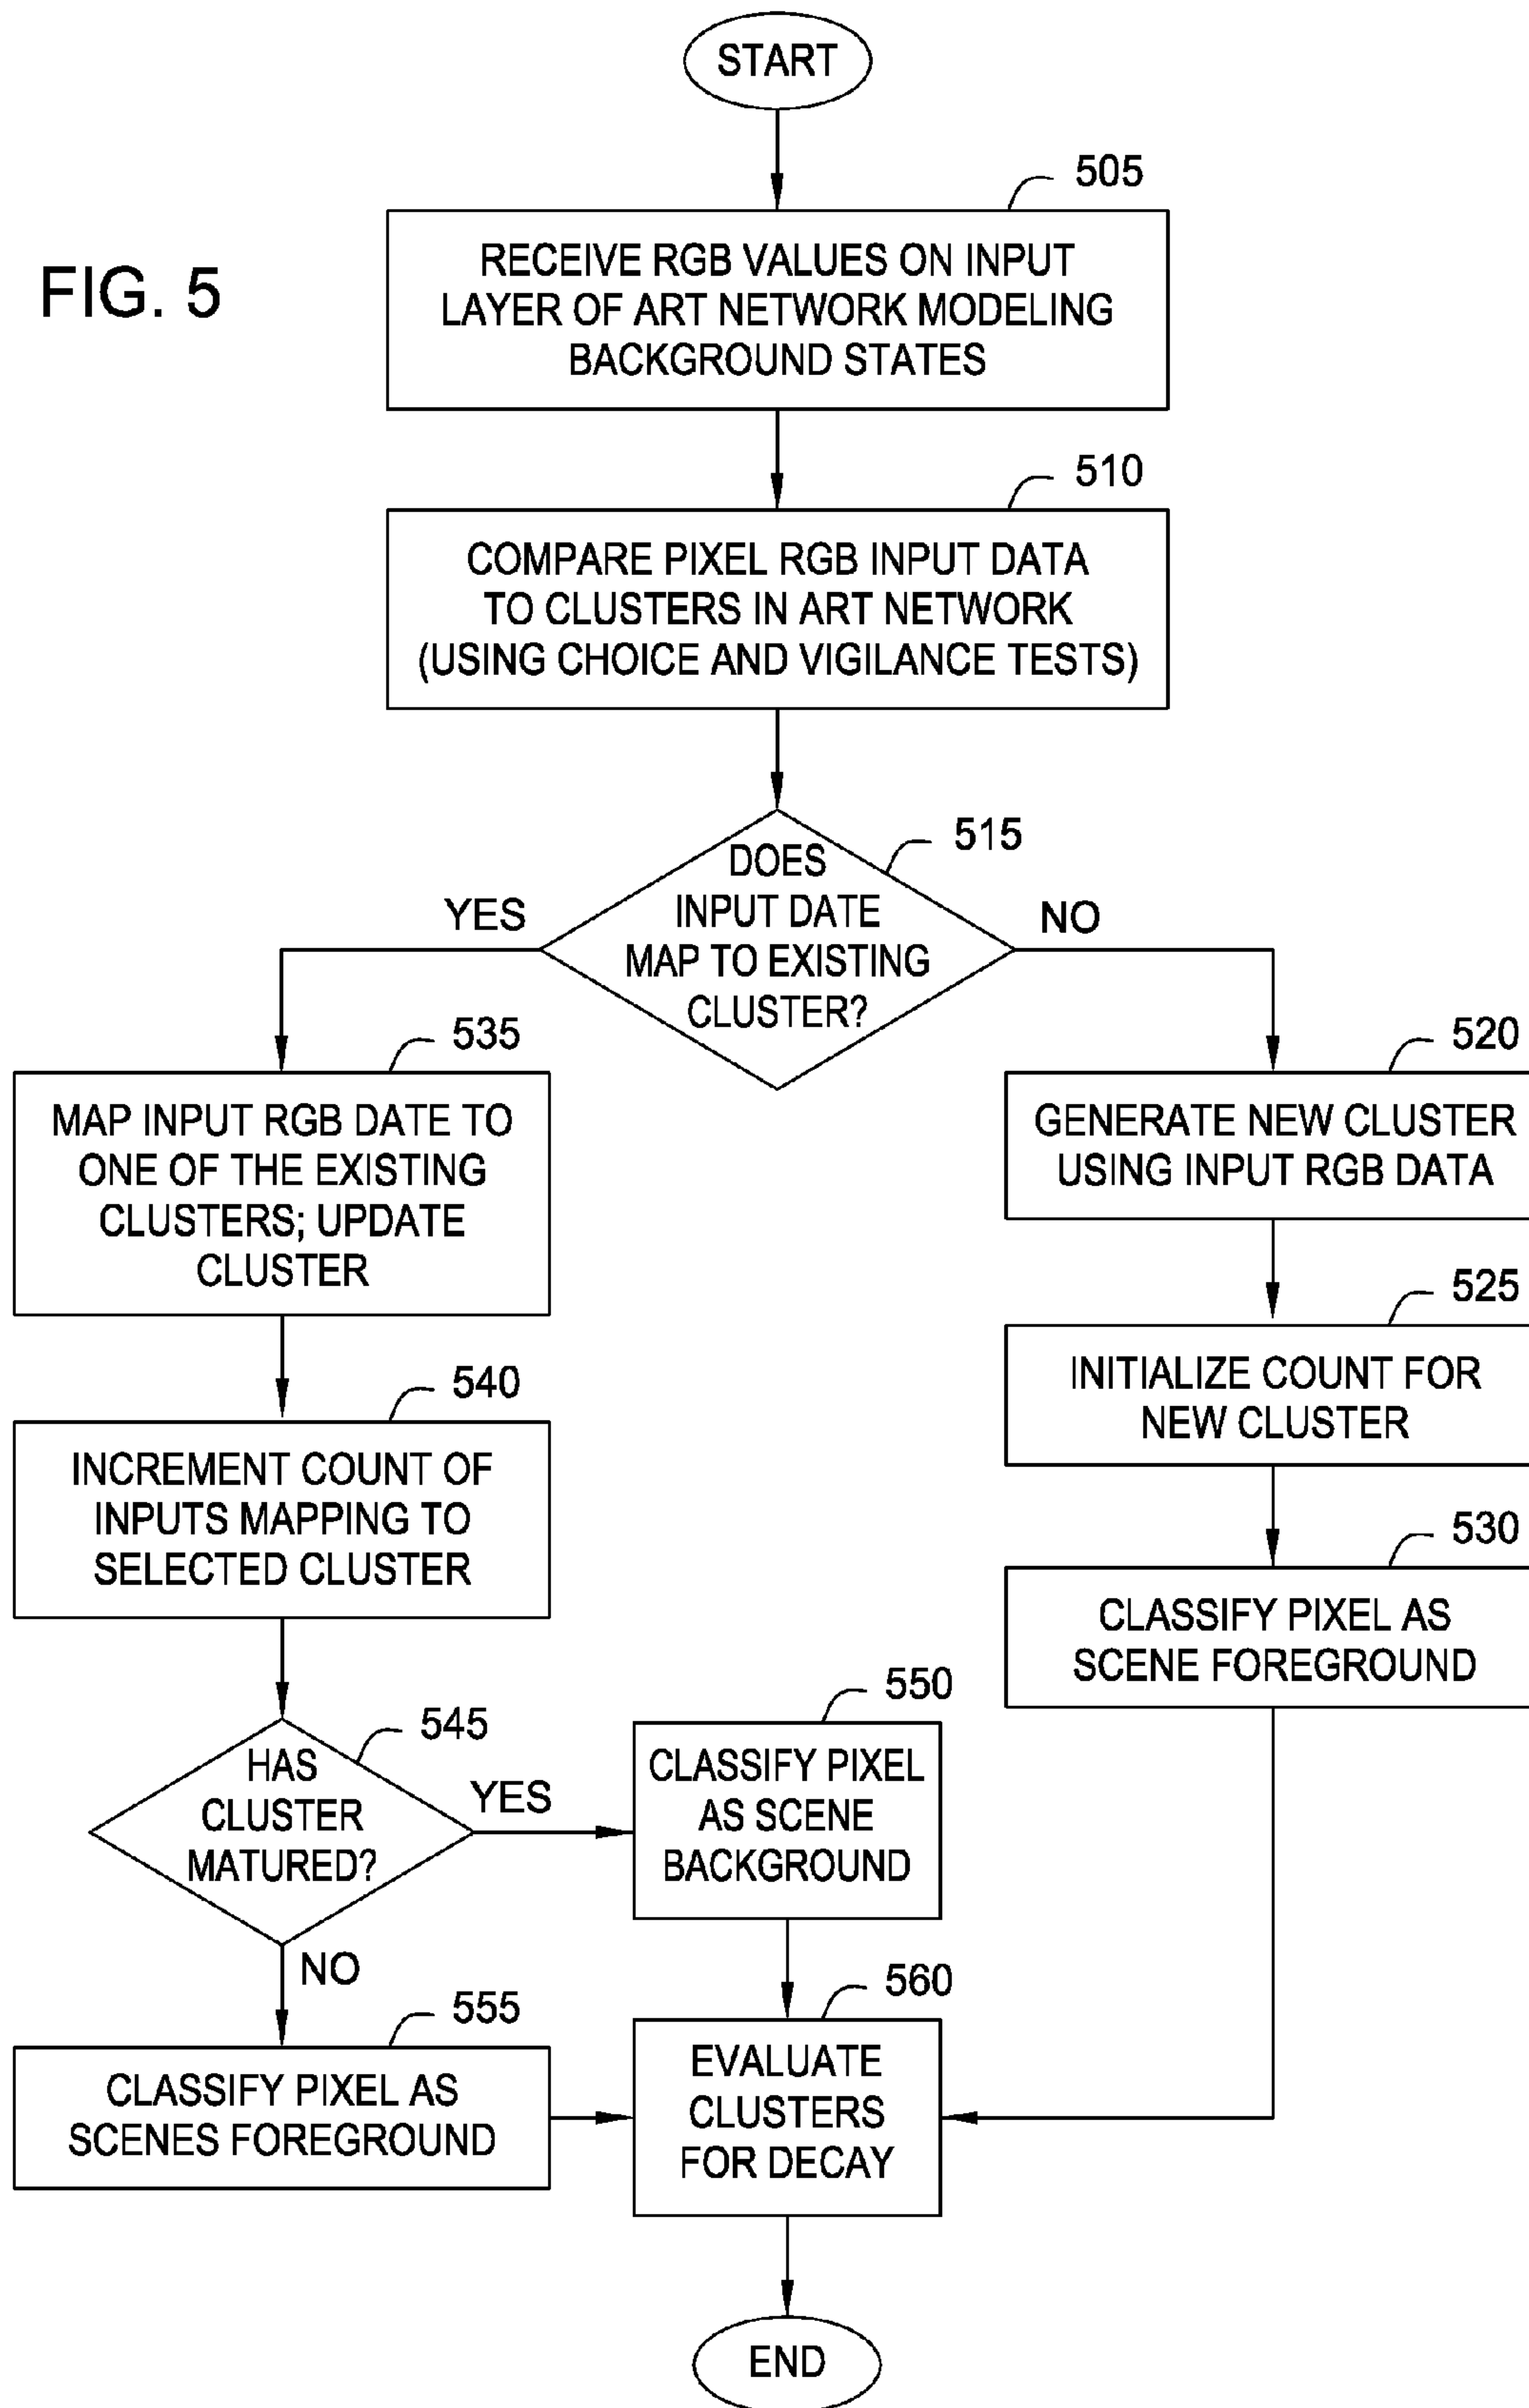 START
FIG. 5
505
RECEIVE RGB VALUES ON INPUT
LAYER OF ART NETWORK MODELING
BACKGROUND STATES
510
COMPARE PIXEL RGB INPUT DATA
TO CLUSTERS IN ART NETWORK
(USING CHOICE AND VIGILANCE TESTS)
515
DOES
INPUT DATE
MAP TO EXISTING
CLUSTER?
YES
NO
535
MAP INPUT RGB DATE TO
ONE OF THE EXISTING
CLUSTERS; UPDATE
CLUSTER
520
GENERATE NEW CLUSTER
USING INPUT RGB DATA
525
INITIALIZE COUNT FOR
NEW CLUSTER
540
INCREMENT COUNT OF
INPUTS MAPPING TO
SELECTED CLUSTER
530
CLASSIFY PIXEL AS
SCENE FOREGROUND
545
HAS
CLUSTER
MATURED?
YES
NO
550
CLASSIFY PIXEL
AS SCENE
BACKGROUND
555
CLASSIFY PIXEL AS
SCENES FOREGROUND
560
EVALUATE
CLUSTERS
FOR DECAY
END